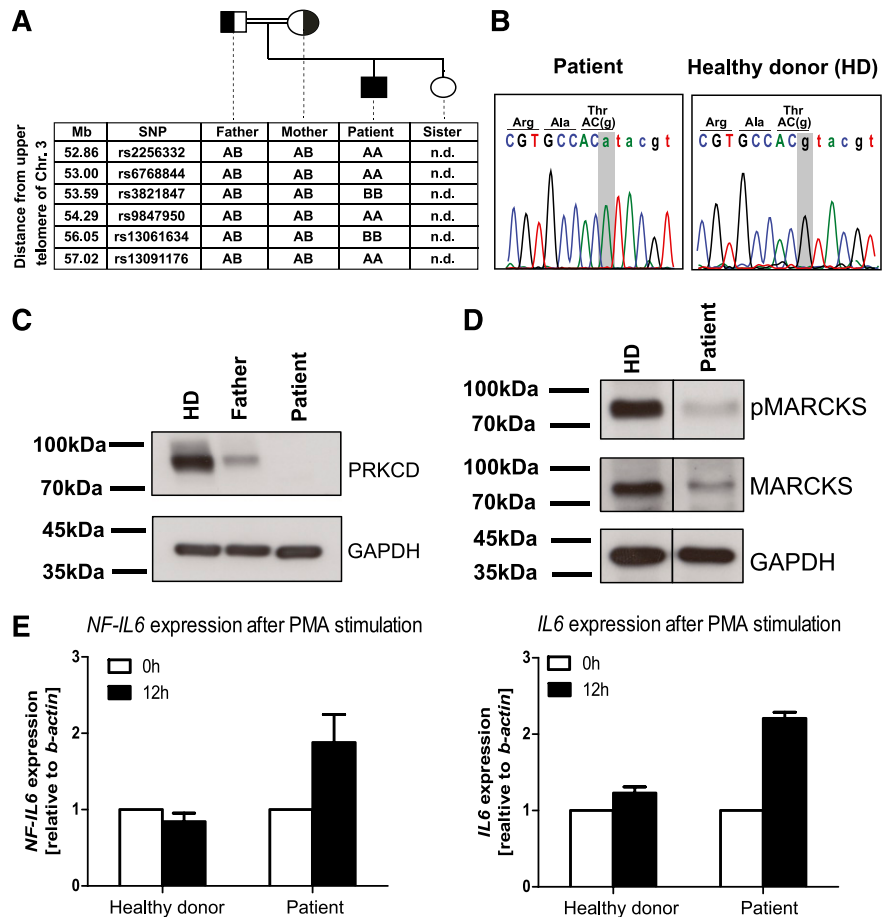 A
Distance from upper
telomere of Chr. 3
Mb SNP Father Mother Patient Sister
52.86 rs2256332 AB AB AA n.d.
53.00 rs6768844 AB AB AA n.d.
53.59 rs3821847 AB AB BB n.d.
54.29 rs9847950 AB AB AA n.d.
56.05 rs13061634 AB AB BB n.d.
57.02 rs13091176 AB AB AA n.d.
B
Patient
Arg Ala Thr
AC(g)
CGTGCCACatacgt
Healthy donor (HD)
Arg Ala Thr
AC(g)
CGTGCCACgtacgt
C
HD Father Patient
100kDa
70kDa
PRKCD
45kDa
35kDa
GAPDH
D
HD Patient
100kDa
70kDa
pMARCKS
100kDa
70kDa
MARCKS
45kDa
35kDa
GAPDH
E
NF-IL6 expression after PMA stimulation
NF-IL6 expression
[relative to b-actin]
3
2
1
0
0h
12h
Healthy donor Patient
IL6 expression after PMA stimulation
IL6 expression
[realtive to b-actin]
3
2
1
0
0h
12h
Healthy donor Patient